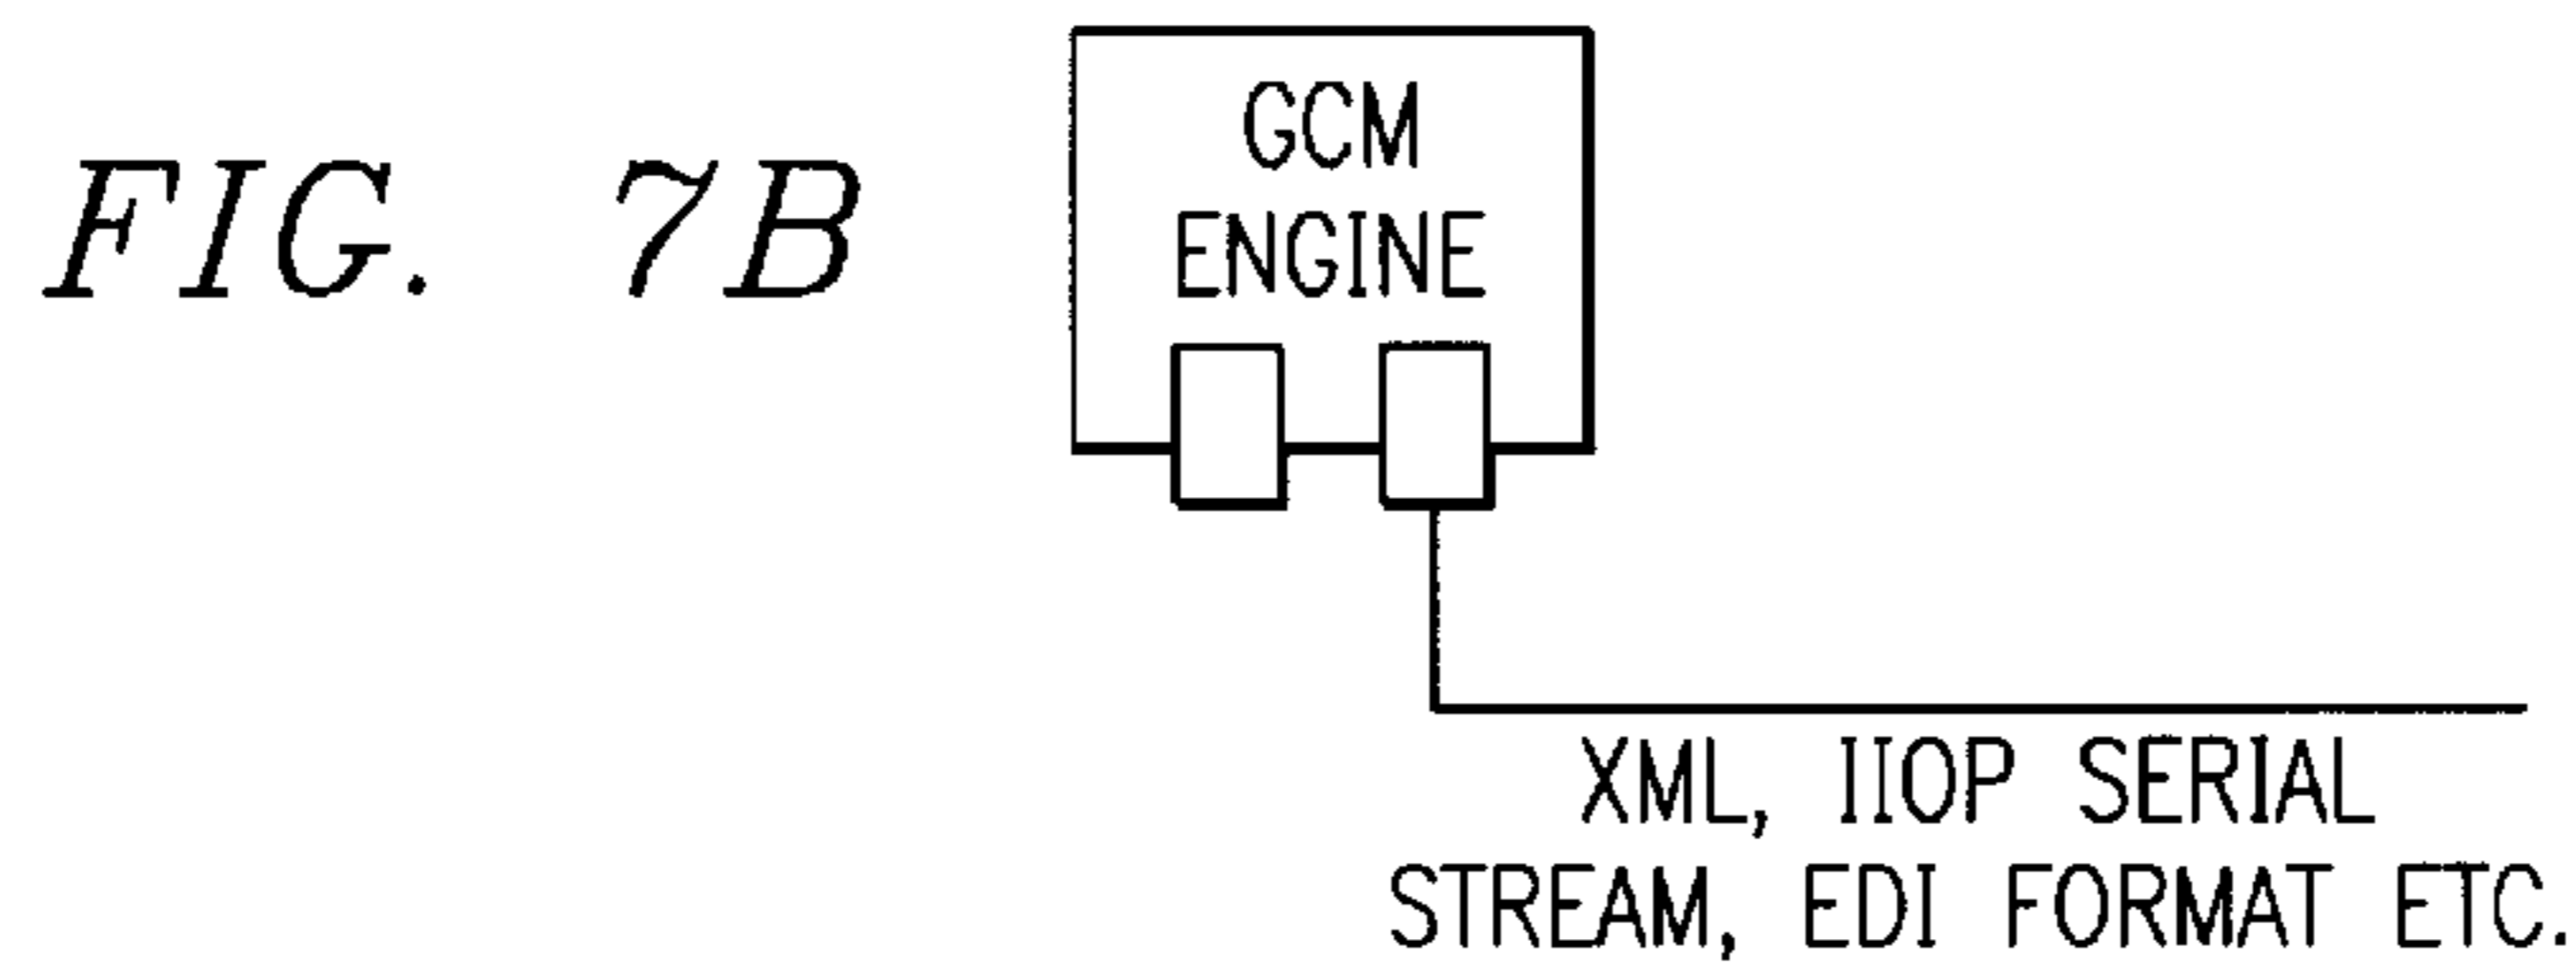 FIG. 7B
GCM
ENGINE
XML, IIOP SERIAL
STREAM, EDI FORMAT ETC.